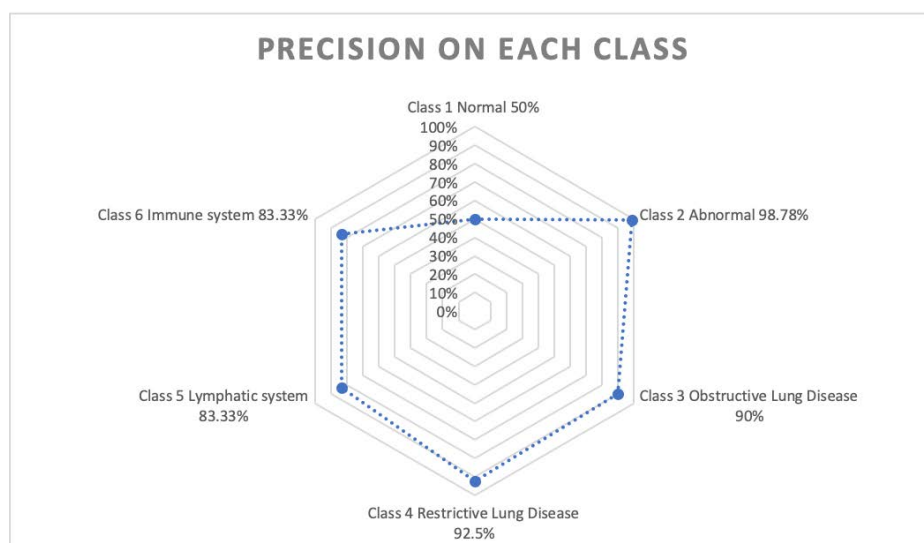 PRECISION ON EACH CLASS
Class 1 Normal 50%
100%
90%
80%
70%
60%
50%
40%
30%
20%
10%
0%
Class 2 Abnormal 98.78%
Class 3 Obstructive Lung Disease
90%
Class 4 Restrictive Lung Disease
92.5%
Class 5 Lymphatic system
83.33%
Class 6 Immune system 83.33%